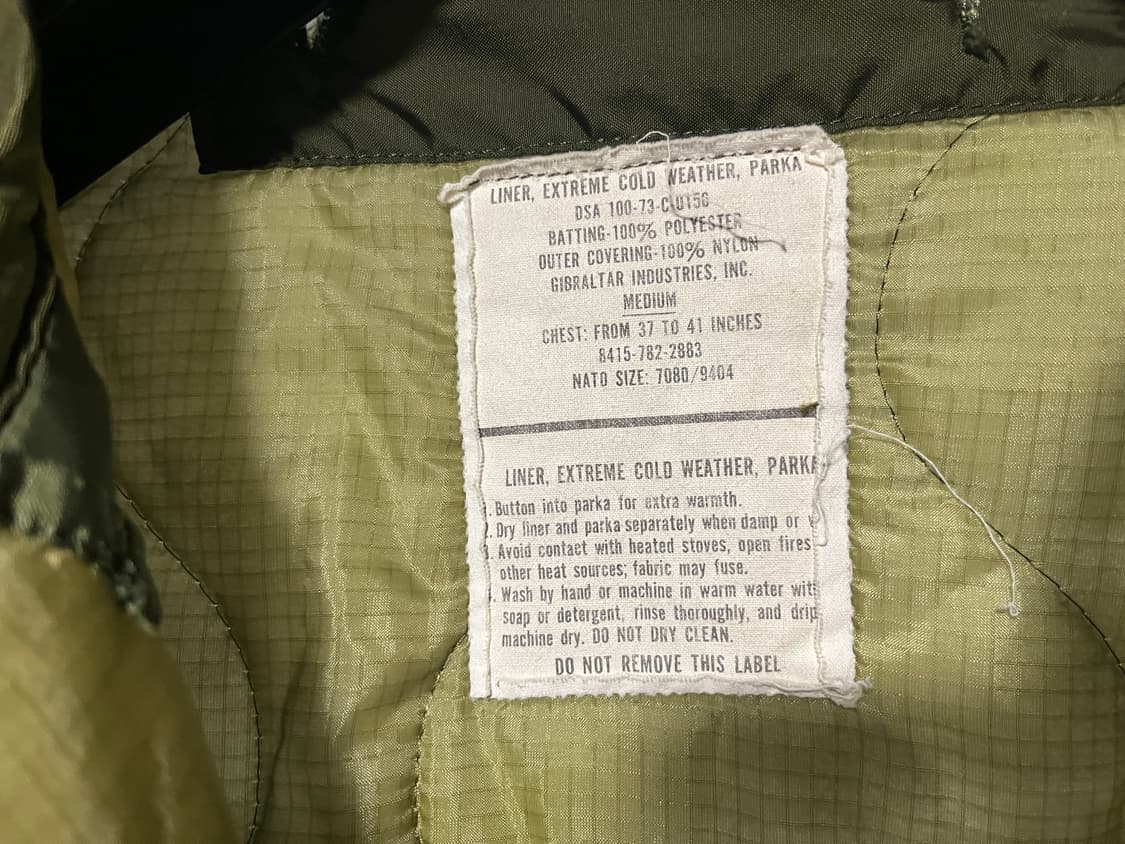 LINER, EXTREME COLD WEATHER, PARKA
DSA 100-73-C-
BATTING-100% POLYESTER
OUTER COVERING-100% NYLON
GIBRALTAR INDUSTRIES, INC.
MEDIUM
CHEST: FROM 37 TO 41 INCHES
8415-782-2883
NATO SIZE: 7080/9404
LINER, EXTREME COLD WEATHER, PARKA
. Button into parka for extra warmth.
. Dry liner and parka separately when damp or
3. Avoid contact with heated stoves, open fires
other heat sources; fabric may fuse.
. Wash by hand or machine in warm water with
soap or detergent, rinse thoroughly, and drip
machine dry. DO NOT DRY CLEAN.
DO NOT REMOVE THIS LABEL